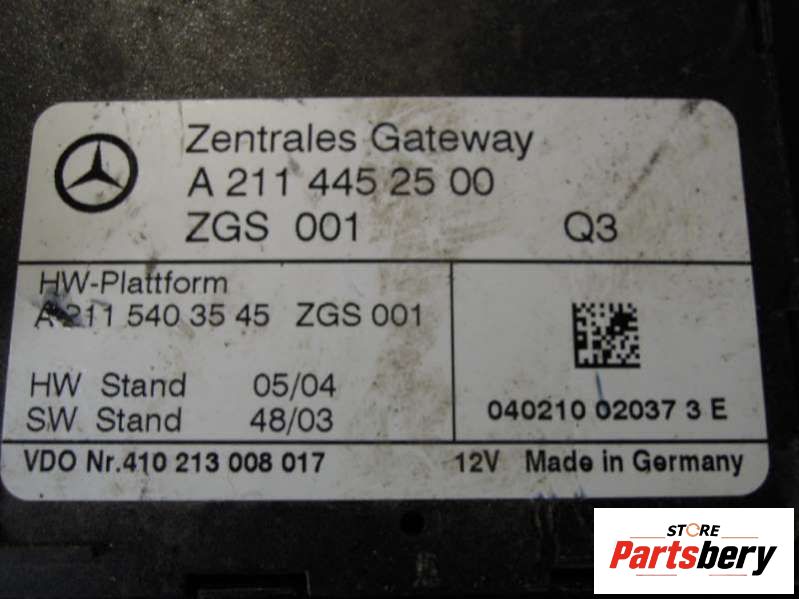 Zentrales Gateway
A 211 445 25 00
ZGS 001 Q3
HW-Plattform
A 211 540 35 45 ZGS 001
HW Stand 05/04
SW Stand 48/03
040210 02037 3 E
VDO Nr.410 213 008 017 12V Made in Germany
STORE
Partsbery